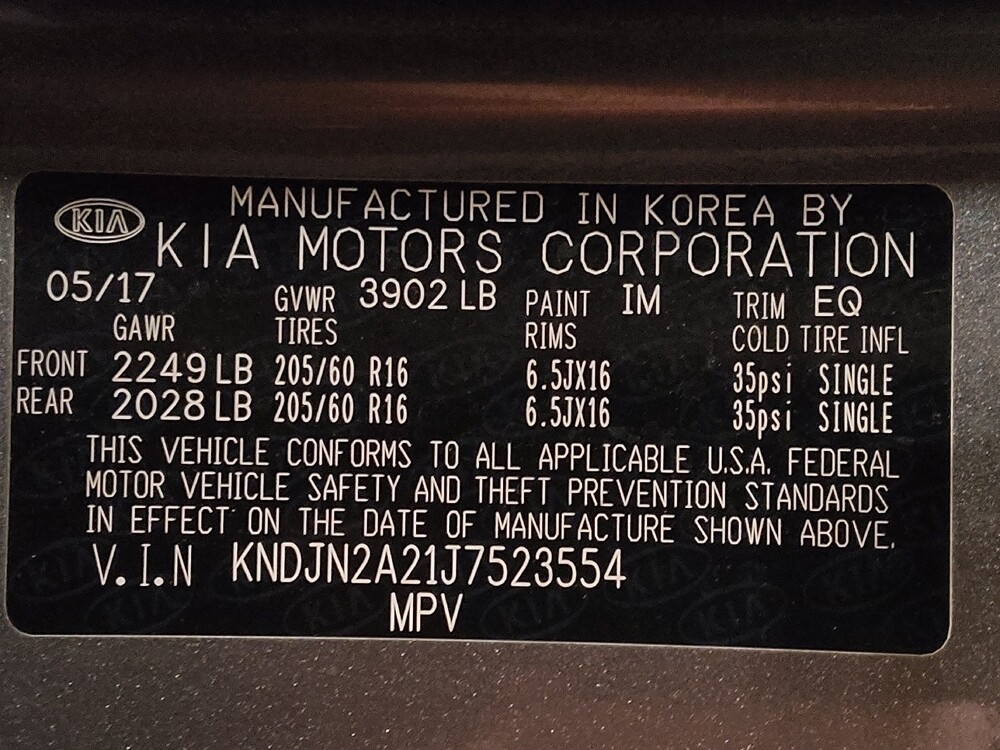 KIA
MANUFACTURED IN KOREA BY
KIA MOTORS CORPORATION
05/17 GVWR 3902 LB PAINT IM TRIM EQ
GAWR TIRES RIMS COLD TIRE INFL
FRONT 2249 LB 205/60 R16 6.5JX16 35psi SINGLE
REAR 2028 LB 205/60 R16 6.5JX16 35psi SINGLE
THIS VEHICLE CONFORMS TO ALL APPLICABLE U.S.A. FEDERAL
MOTOR VEHICLE SAFETY AND THEFT PREVENTION STANDARDS
IN EFFECT ON THE DATE OF MANUFACTURE SHOWN ABOVE.
V.I.N KNDJN2A21J7523554
MPV